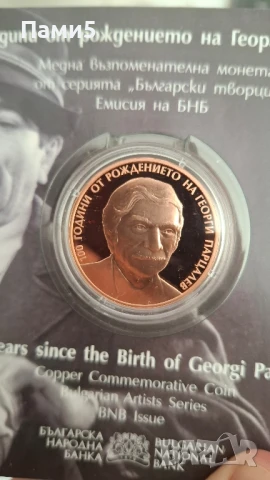 Пами5
от рождението на Георг
Медна възпоменателна монета
от серията „Български творци
Емисия на БНБ
100 ГОДИНИ ОТ РОЖДЕНИЕТО НА ГЕОРГИ ПАРЦАЛЕВ
ears since the Birth of Georgi Pa
Copper Commemorative Coin
Bulgarian Artists Series
BNB Issue
БЪЛГАРСКА НАРОДНА БАНКА
BULGARIAN NATIONAL BANK